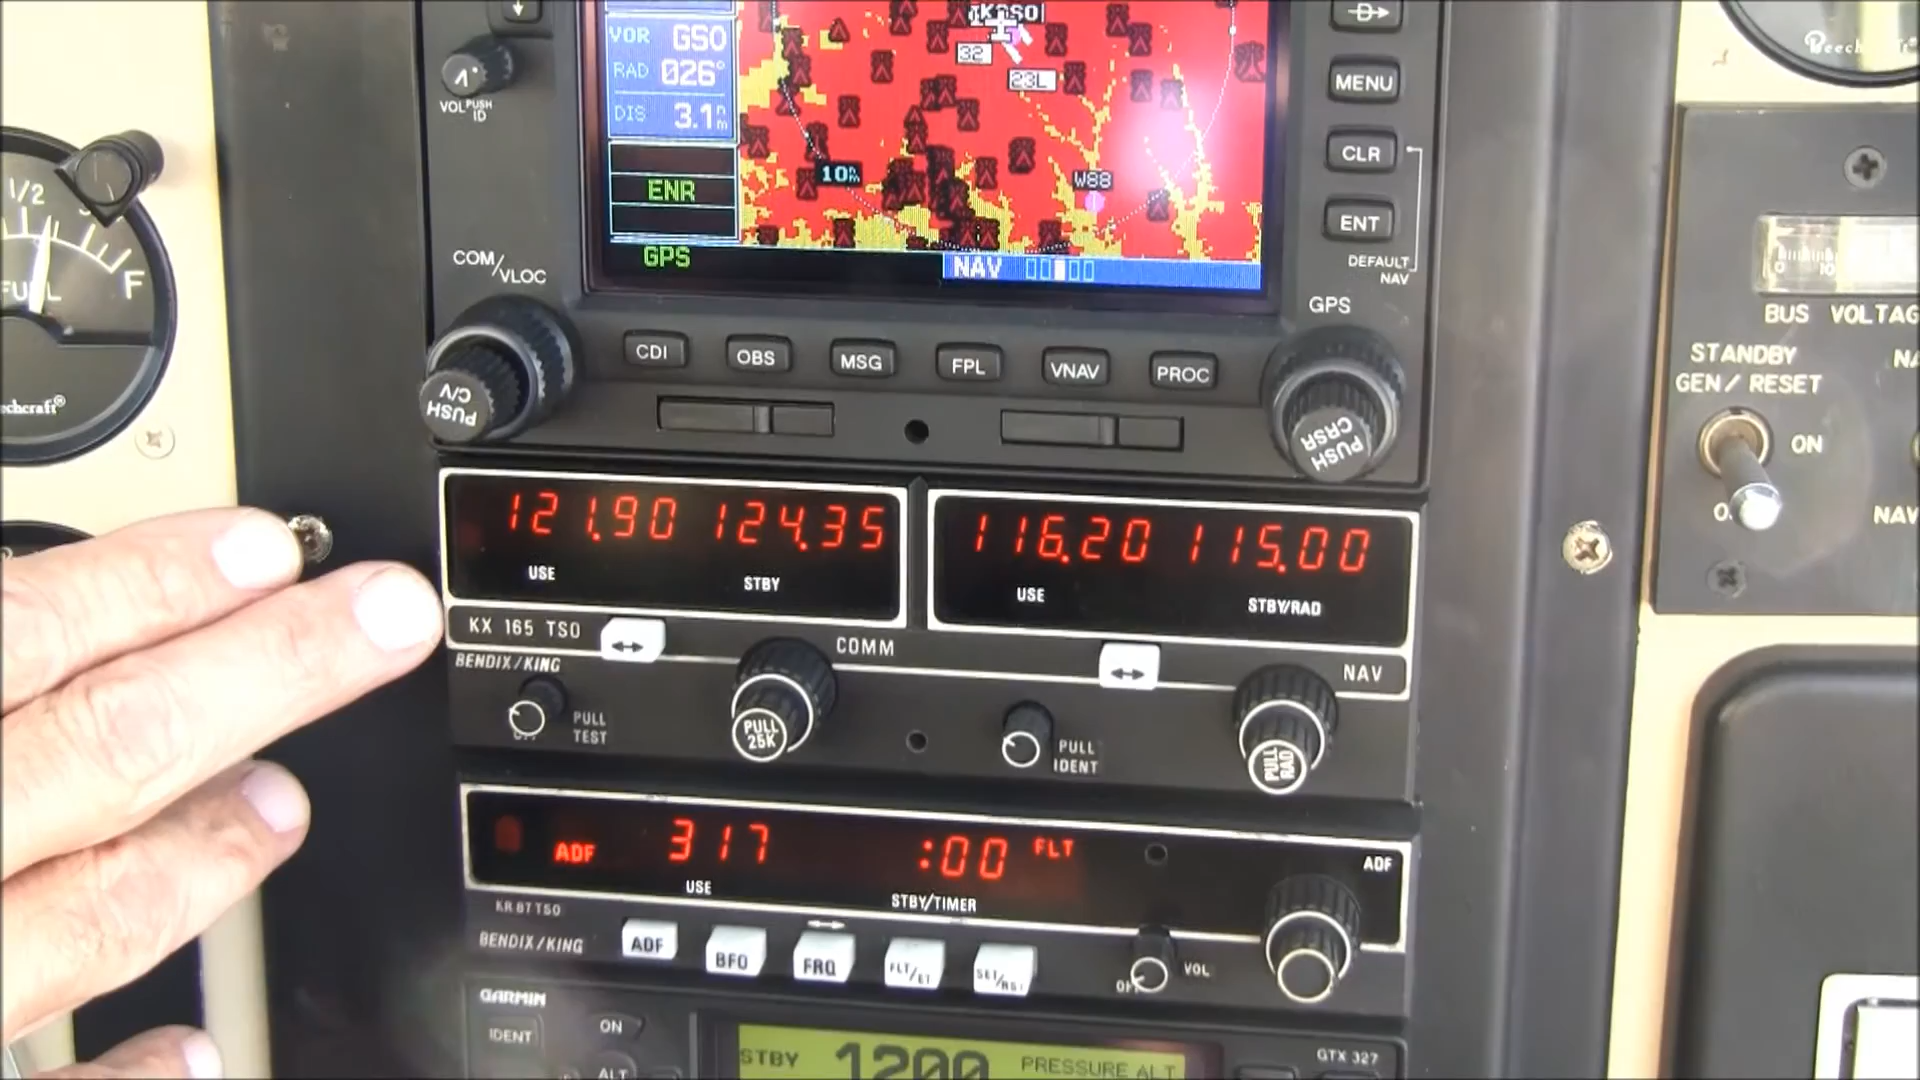 KGSO
VOR GSO
RAD 026°
DIS 3.1nm
32
23L
10nm
W88
ENR
GPS
NAV
VOL PUSH ID
COM/VLOC
PUSH C/V
MENU
CLR
ENT
DEFAULT NAV
GPS
PUSH CRSR
CDI OBS MSG FPL VNAV PROC
1/2
F
Beechcraft
BUS VOLTAG
STANDBY
GEN/RESET
ON
NAV
121.90 124.35
USE STBY
116.20 115.00
USE STBY/RAD
KX 165 TSO
COMM
NAV
BENDIX/KING
OFF
PULL TEST
PULL 25K
PULL IDENT
PULL RAD
ADF 317 :00 FLT
USE STBY/TIMER
ADF
KR 87 TSO
BENDIX/KING
ADF BFO FRQ FLT/ET SET/RST
OFF VOL
GARMIN
IDENT
ON
ALT
STBY 1200 PRESSURE ALT
GTX 327